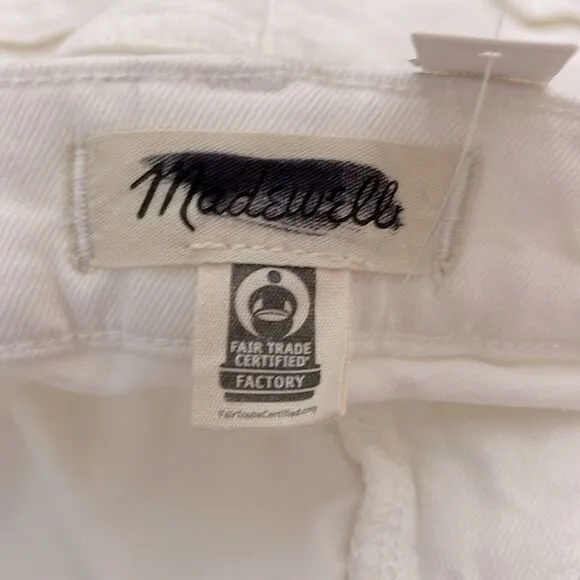 Madewell
FAIR TRADE
CERTIFIED
FACTORY
FairTradeCertified.org